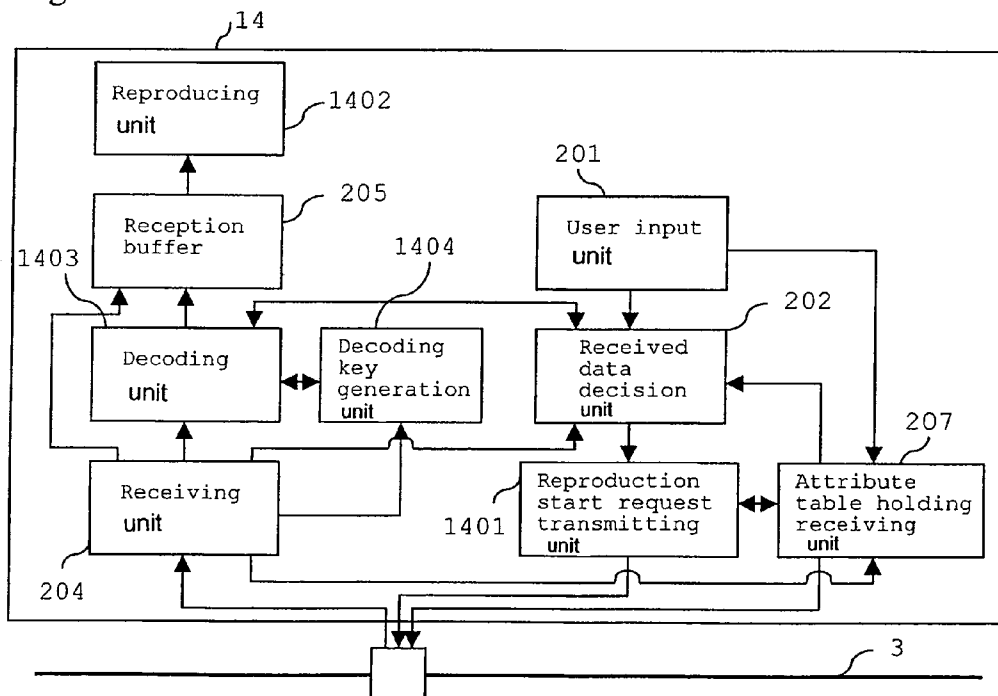 14
Reproducing
unit
1402
201
205
User input
unit
Reception
buffer
1403
1404
202
Decoding
unit
Decoding
key
generation
unit
Received
data
decision
unit
207
Receiving
unit
Reproduction
start request
transmitting
unit
1401
Attribute
table holding
receiving
unit
204
3